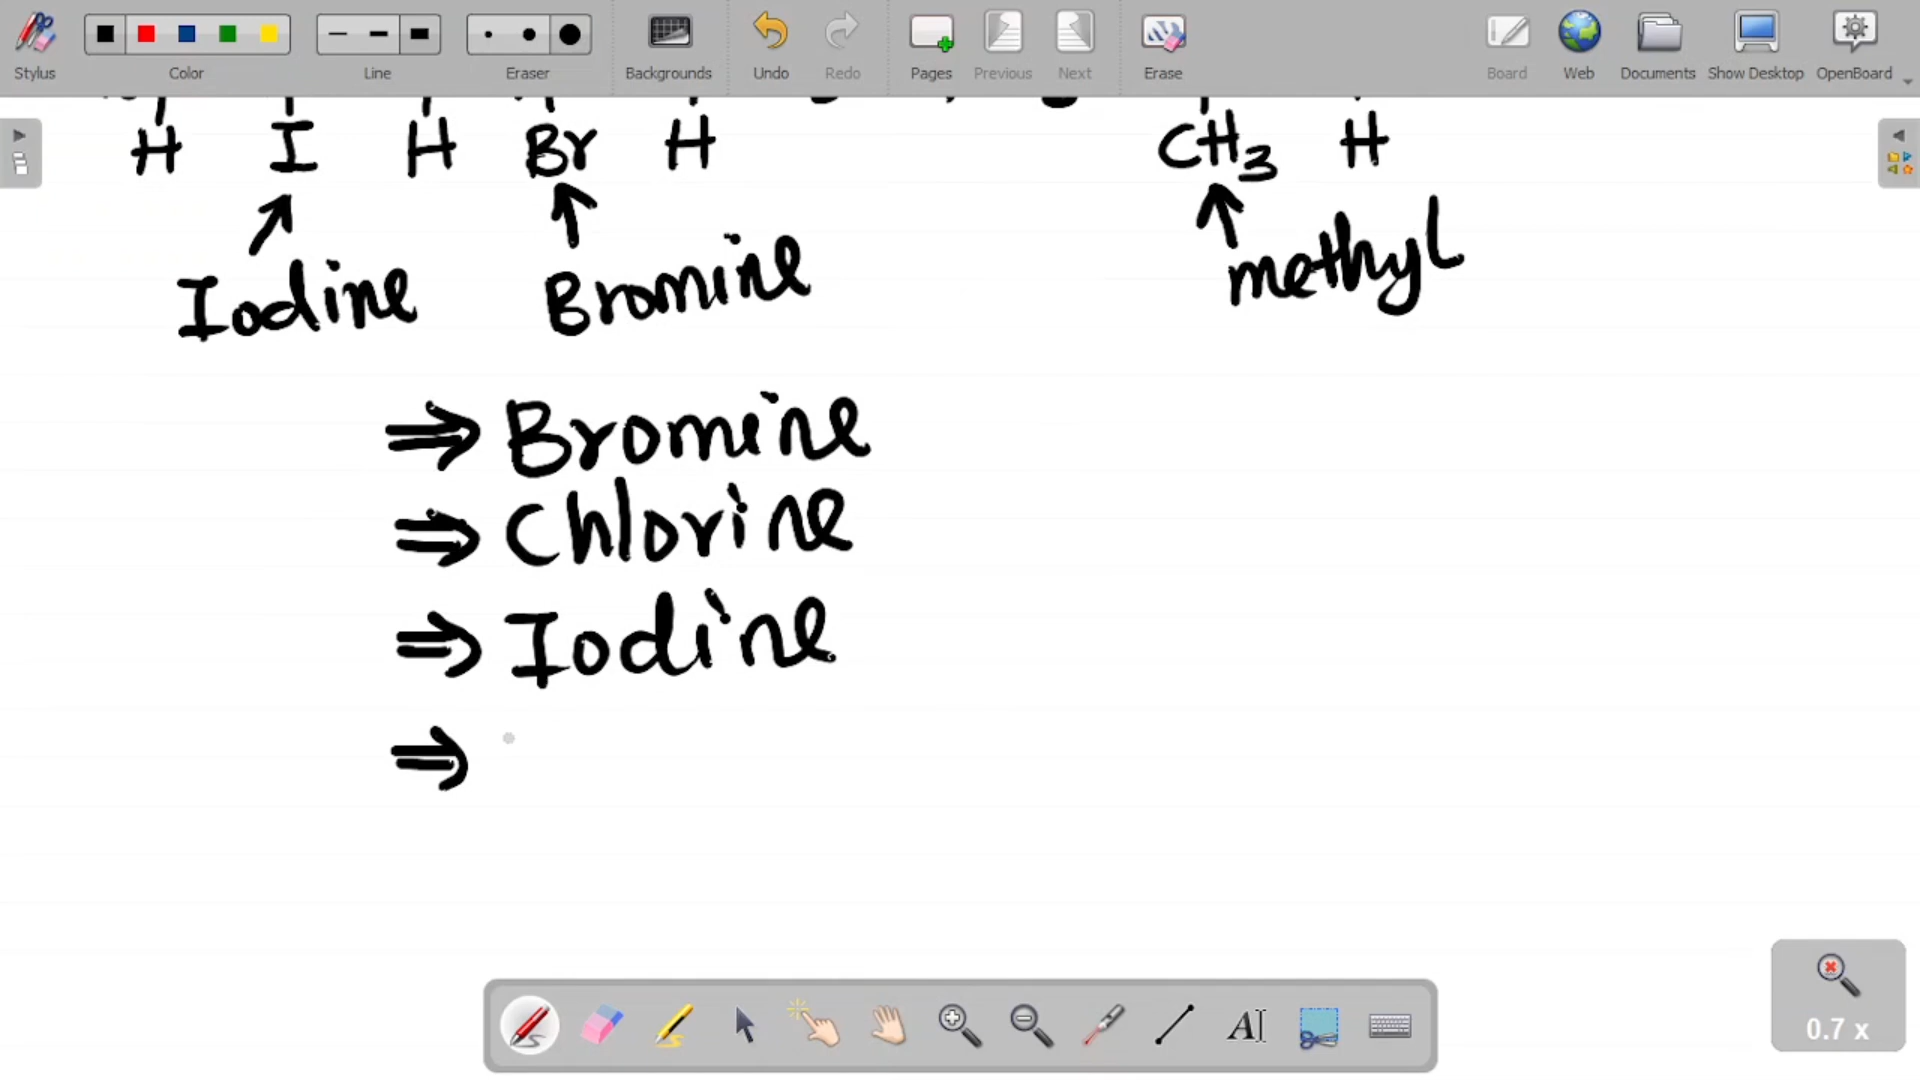 Stylus Color Line Eraser Backgrounds Undo Redo Pages Previous Next Erase Board Web Documents Show Desktop OpenBoard
H I H Br H CH3 H
Iodine Bromine methyl
⇒ Bromine
⇒ Chlorine
⇒ Iodine
⇒
0.7 x